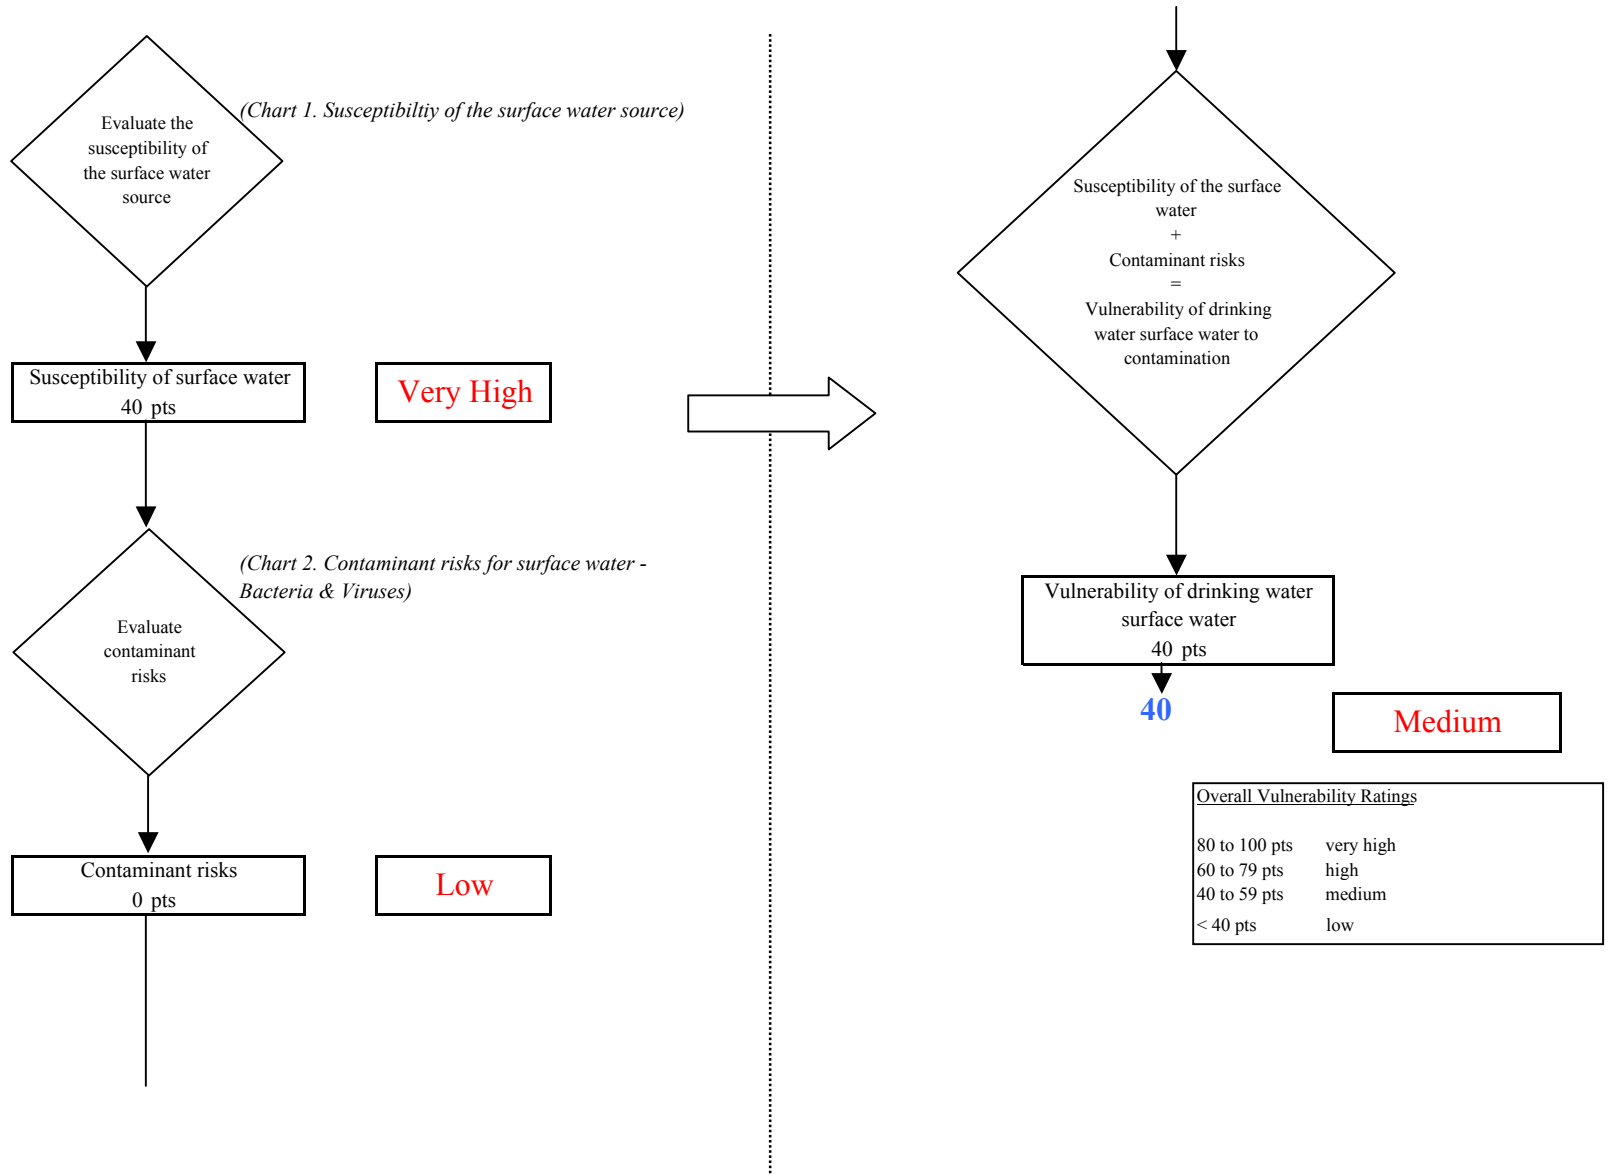 Evaluate the
susceptibility of
the surface water
source
(Chart 1. Susceptibiltiy of the surface water source)
Susceptibility of surface water
40 pts
Very High
(Chart 2. Contaminant risks for surface water -
Bacteria & Viruses)
Evaluate
contaminant
risks
Contaminant risks
0 pts
Low
Susceptibility of the surface
water
+
Contaminant risks
=
Vulnerability of drinking
water surface water to
contamination
Vulnerability of drinking water
surface water
40 pts
40
Medium
Overall Vulnerability Ratings
80 to 100 pts very high
60 to 79 pts high
40 to 59 pts medium
< 40 pts low